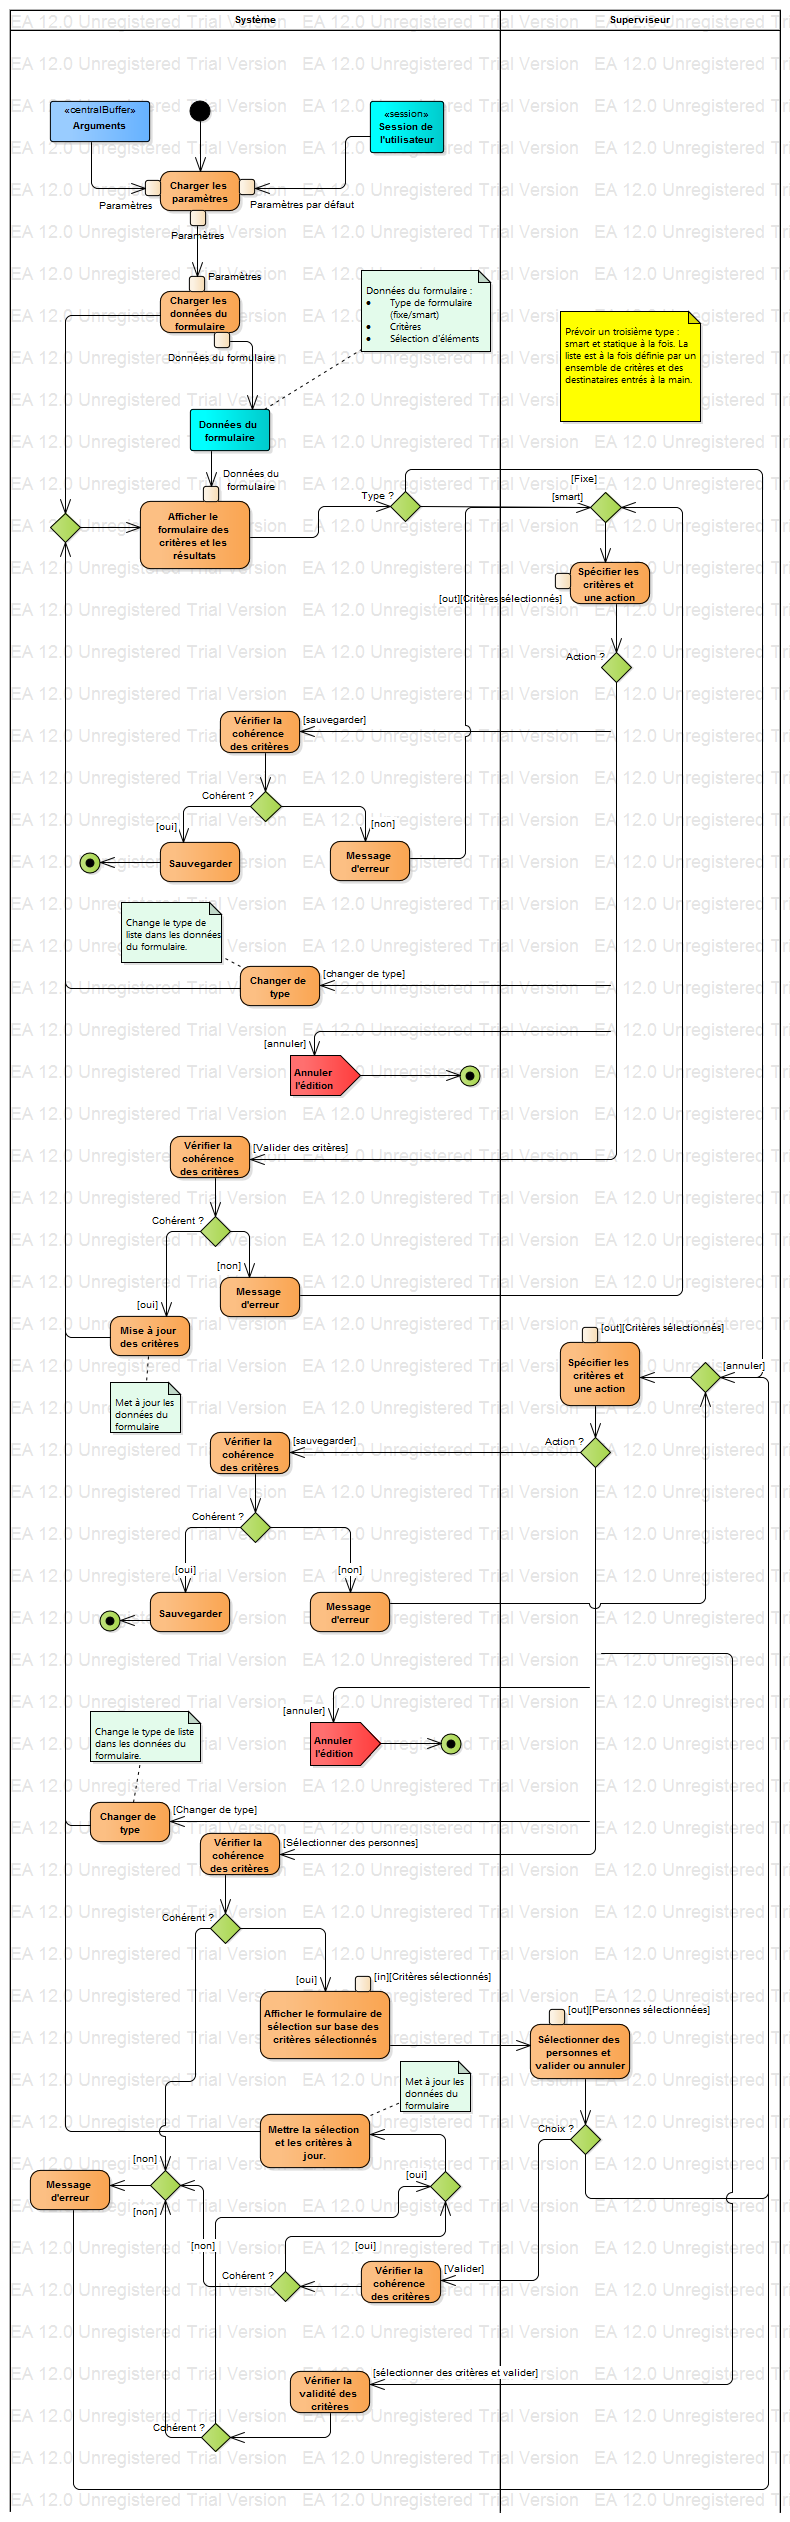 Système
Superviseur
«centralBuffer»
Arguments
«session»
Session de
l'utilisateur
Charger les
paramètres
Paramètres
Paramètres par défaut
Paramètres
Paramètres
Charger les
données du
formulaire
Données du formulaire
Données du formulaire :
• Type de formulaire
(fixe/smart)
• Critères
• Sélection d'éléments
Prévoir un troisième type :
smart et statique à la fois. La
liste est à la fois définie par un
ensemble de critères et des
destinataires entrés à la main.
Données du
formulaire
Données du
formulaire
Afficher le
formulaire des
critères et les
résultats
Type ?
[Fixe]
[smart]
Spécifier les
critères et
une action
[out][Critères sélectionnés]
Action ?
Vérifier la
cohérence
des critères
[sauvegarder]
Cohérent ?
[oui]
[non]
Sauvegarder
Message
d'erreur
Change le type de
liste dans les données
du formulaire.
Changer de
type
[changer de type]
[annuler]
Annuler
l'édition
Vérifier la
cohérence
des critères
[Valider des critères]
Cohérent ?
[non]
Message
d'erreur
[oui]
Mise à jour
des critères
[out][Critères sélectionnés]
Spécifier les
critères et
une action
[annuler]
Met à jour les
données du
formulaire
Action ?
Vérifier la
cohérence
des critères
[sauvegarder]
Cohérent ?
[oui]
[non]
Sauvegarder
Message
d'erreur
[annuler]
Annuler
l'édition
Change le type de liste
dans les données du
formulaire.
Changer de
type
[Changer de type]
Vérifier la
cohérence
des critères
[Sélectionner des personnes]
Cohérent ?
[oui]
[in][Critères sélectionnés]
Afficher le formulaire de
sélection sur base des
critères sélectionnés
[out][Personnes sélectionnées]
Sélectionner des
personnes et
valider ou annuler
Met à jour les
données du
formulaire
Mettre la sélection
et les critères à
jour.
Choix ?
[non]
[oui]
Message
d'erreur
[non]
[non]
[oui]
Cohérent ?
Vérifier la
cohérence
des critères
[Valider]
[sélectionner des critères et valider]
Vérifier la
validité des
critères
Cohérent ?
EA 12.0 Unregistered Trial Version